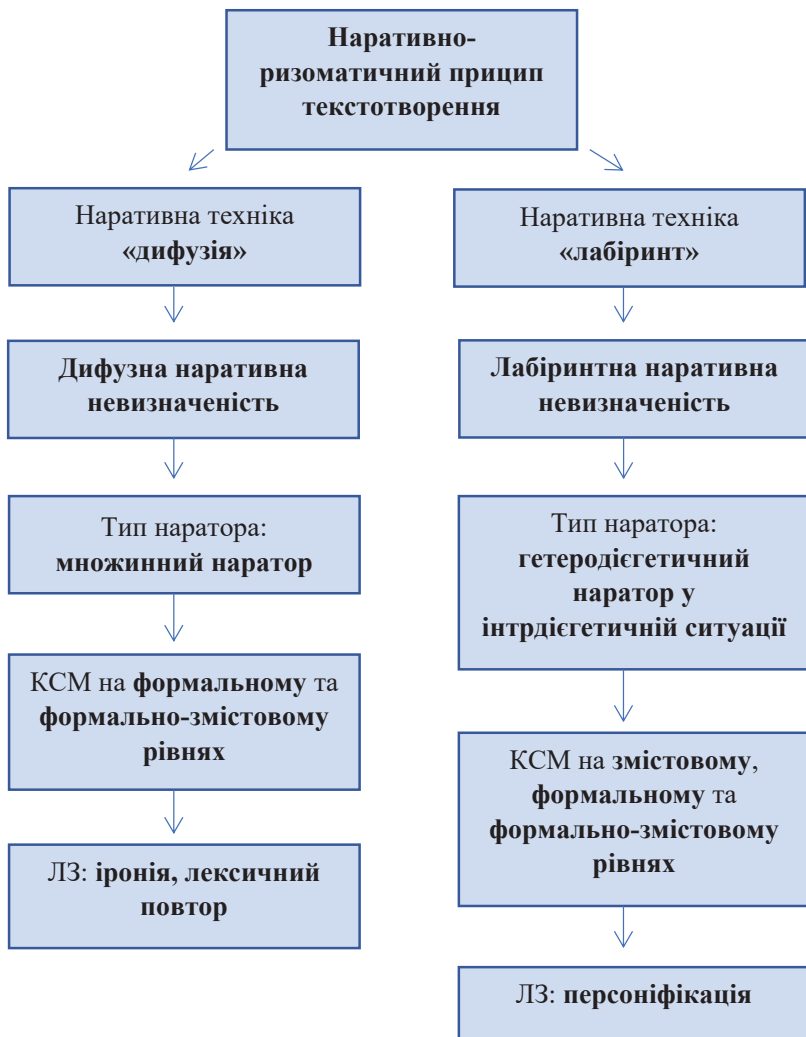 Наративно-
ризоматичний прицип
текстотворення
Наративна техніка
«дифузія»
Дифузна наративна
невизначеність
Тип наратора:
множинний наратор
КСМ на формальному та
формально-змістовому
рівнях
ЛЗ: іронія, лексичний
повтор
Наративна техніка
«лабіринт»
Лабіринтна наративна
невизначеність
Тип наратора:
гетеродієгетичний
наратор у
інтрдієгетичній ситуації
КСМ на змістовому,
формальному та
формально-змістовому
рівнях
ЛЗ: персоніфікація